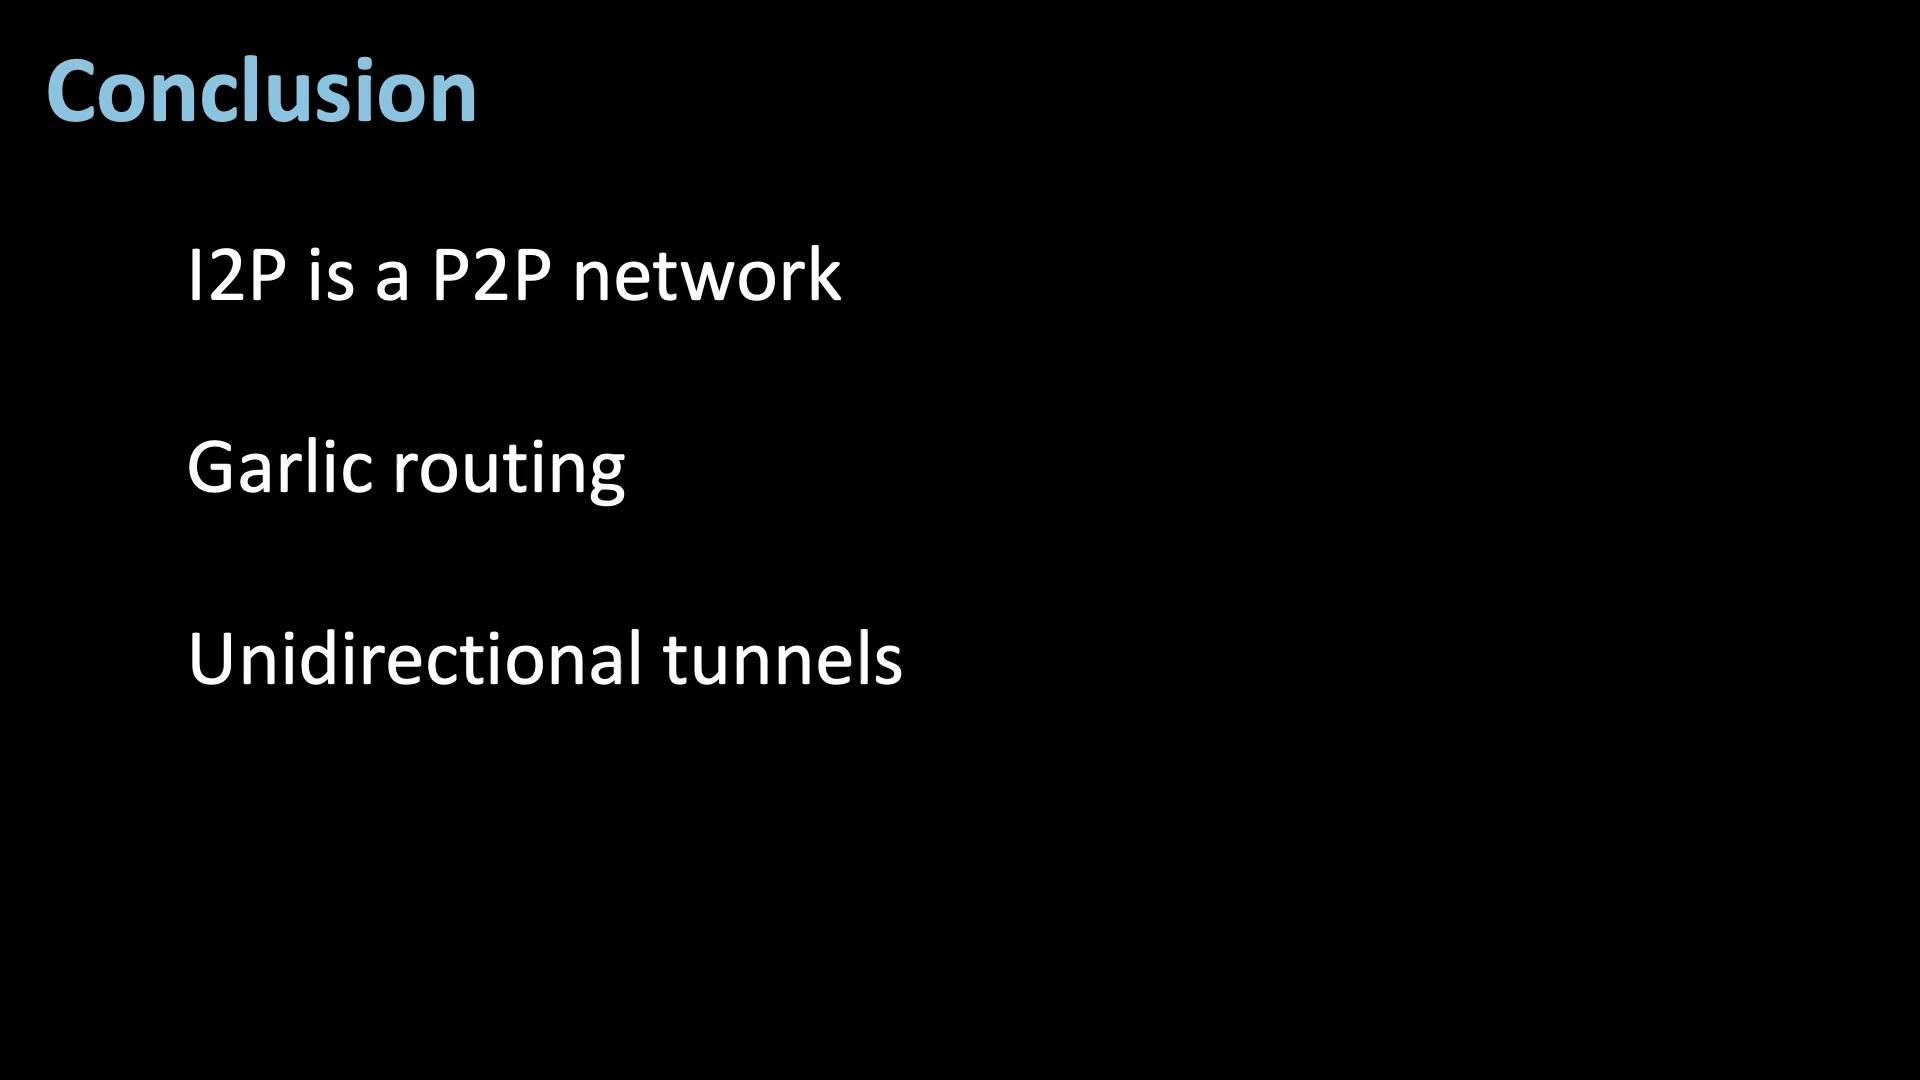 Conclusion
I2P is a P2P network
Garlic routing
Unidirectional tunnels